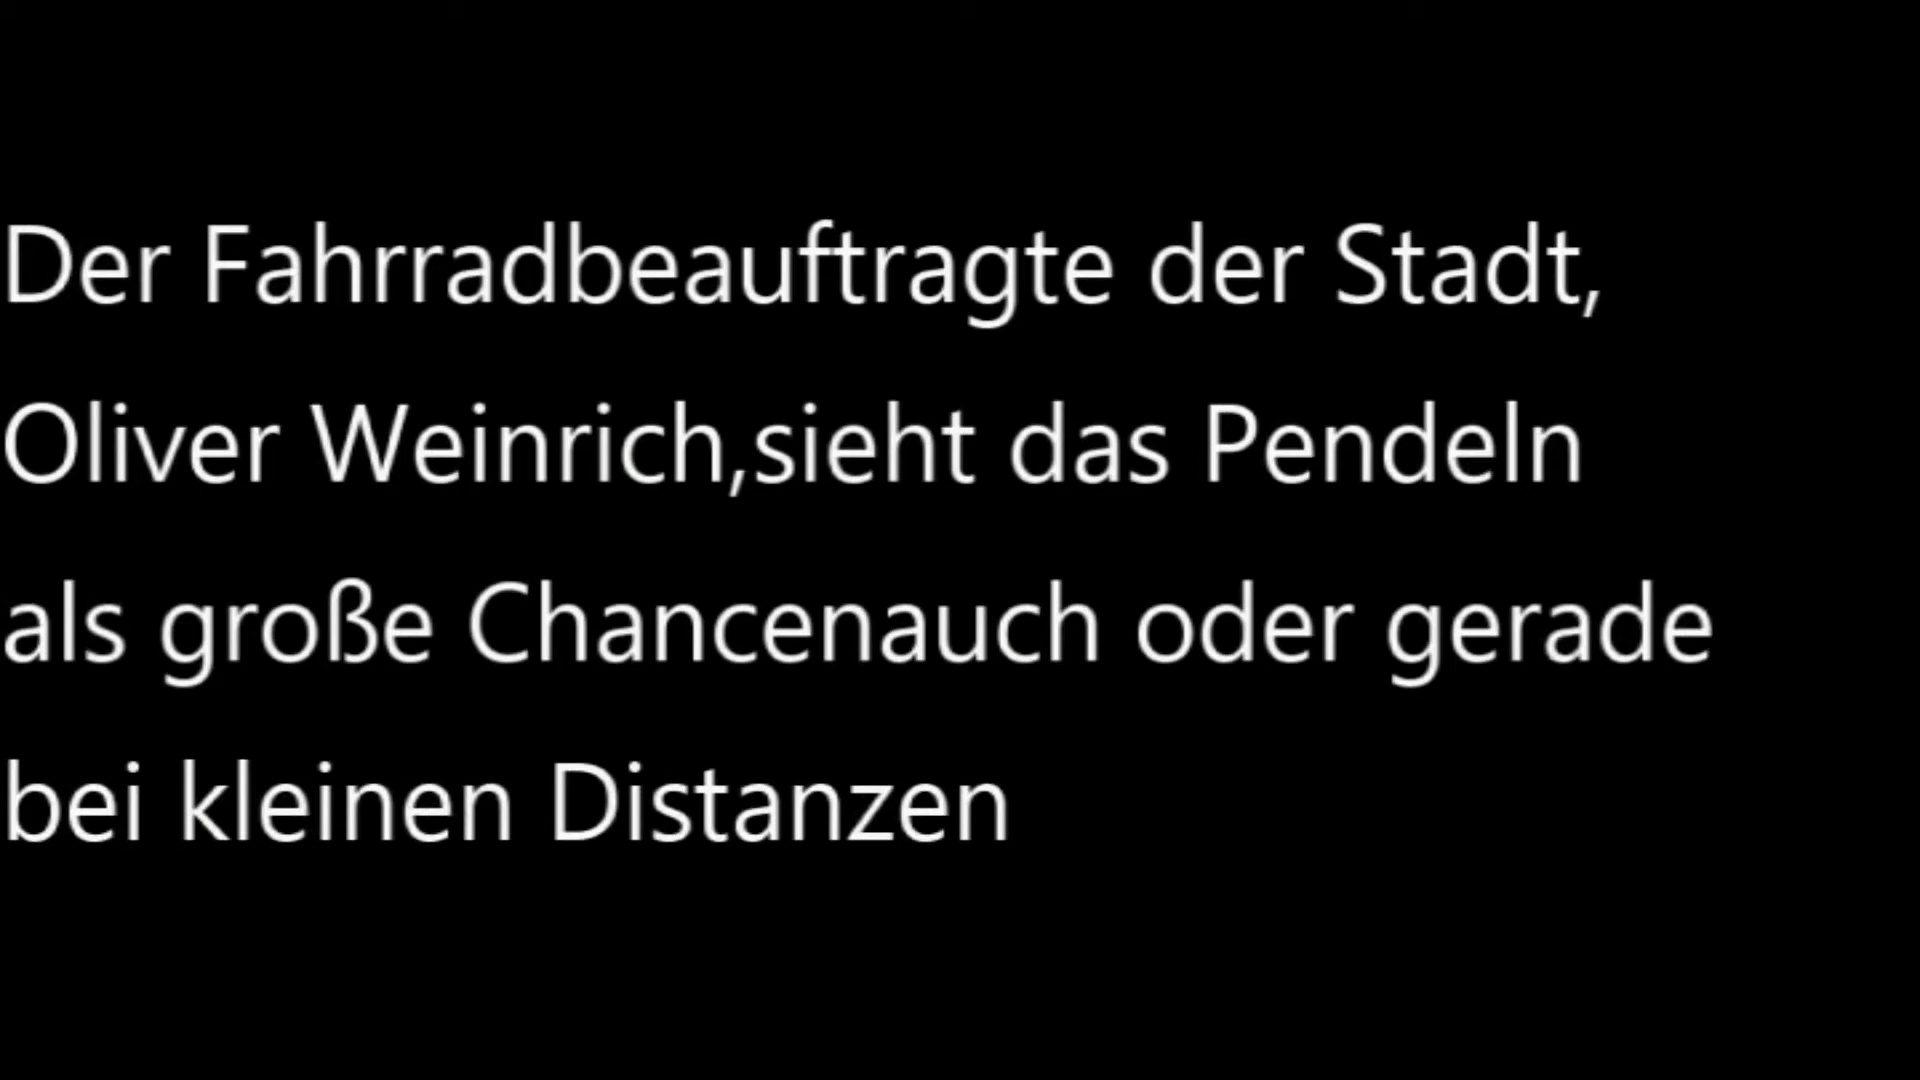 Der Fahrradbeauftragte der Stadt,
Oliver Weinrich,sieht das Pendeln
als große Chancenauch oder gerade
bei kleinen Distanzen